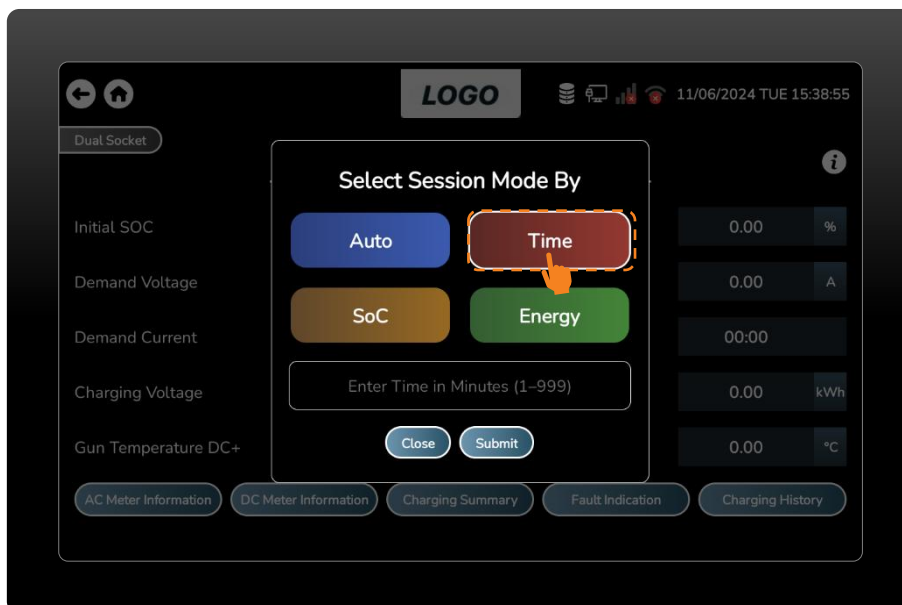 LOGO
11/06/2024 TUE 15:38:55
Dual Socket
i
Select Session Mode By
Auto
Time
SoC
Energy
Enter Time in Minutes (1–999)
Close
Submit
Initial SOC
0.00 %
Demand Voltage
0.00 A
Demand Current
00:00
Charging Voltage
0.00 kWh
Gun Temperature DC+
0.00 °C
AC Meter Information
DC Meter Information
Charging Summary
Fault Indication
Charging History